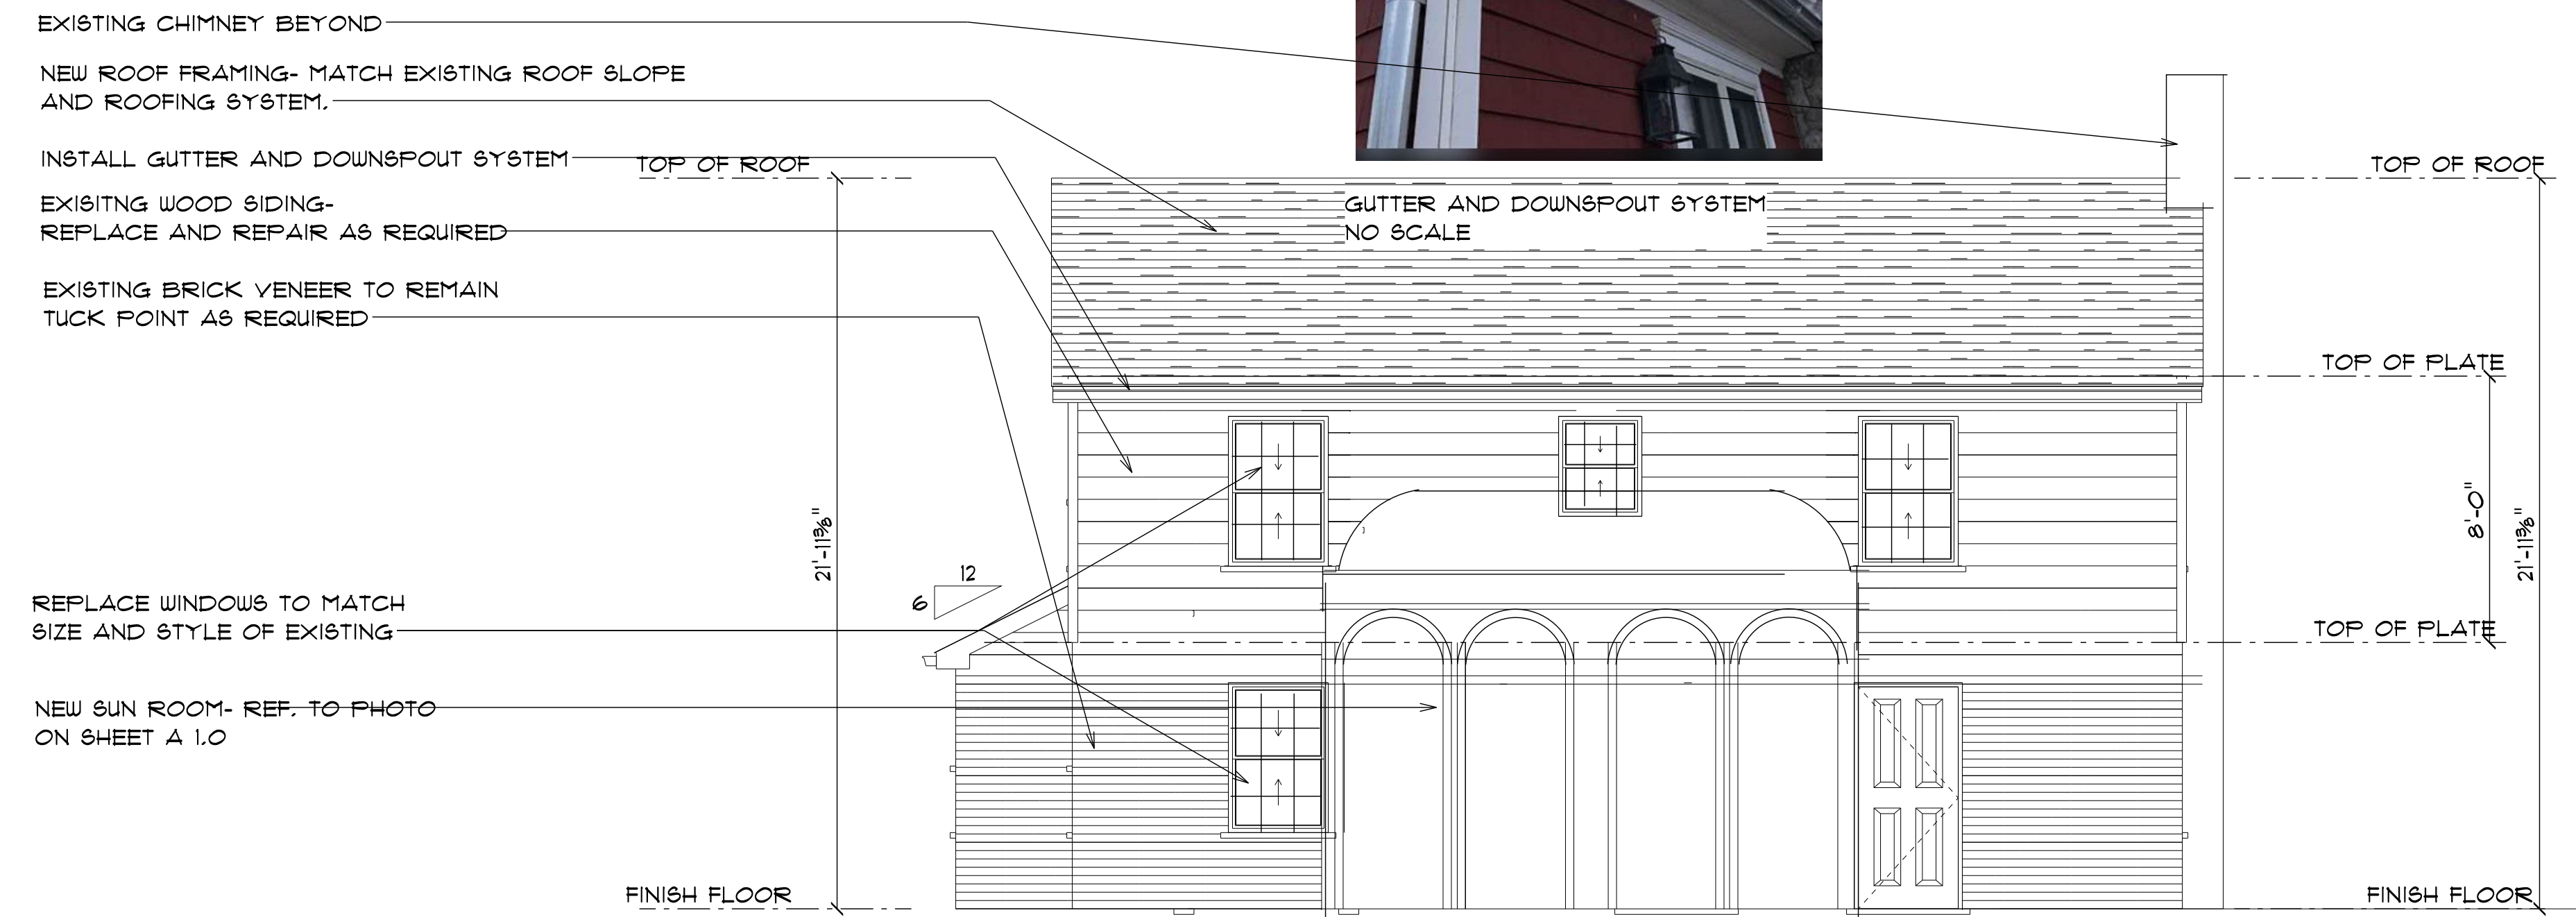 EXISTING CHIMNEY BEYOND
NEW ROOF FRAMING- MATCH EXISTING ROOF SLOPE
AND ROOFING SYSTEM.
INSTALL GUTTER AND DOWNSPOUT SYSTEM
EXISITNG WOOD SIDING-
REPLACE AND REPAIR AS REQUIRED
EXISTING BRICK VENEER TO REMAIN
TUCK POINT AS REQUIRED
REPLACE WINDOWS TO MATCH
SIZE AND STYLE OF EXISTING
NEW SUN ROOM- REF. TO PHOTO
ON SHEET A 1.0
TOP OF ROOF
21'-11⅜"
FINISH FLOOR
12
6
GUTTER AND DOWNSPOUT SYSTEM
NO SCALE
TOP OF ROOF
TOP OF PLATE
8'-0"
21'-11⅜"
TOP OF PLATE
FINISH FLOOR